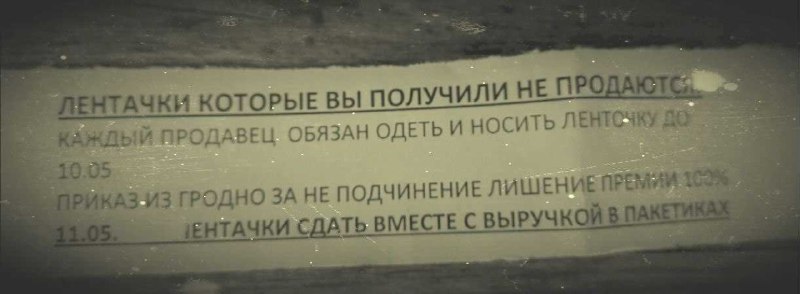 ЛЕНТАЧКИ КОТОРЫЕ ВЫ ПОЛУЧИЛИ НЕ ПРОДАЮТСЯ
КАЖДЫЙ ПРОДАВЕЦ ОБЯЗАН ОДЕТЬ И НОСИТЬ ЛЕНТОЧКУ ДО
10.05
ПРИКАЗ ИЗ ГРОДНО ЗА НЕ ПОДЧИНЕНИЕ ЛИШЕНИЕ ПРЕМИИ 100%
11.05. ЛЕНТАЧКИ СДАТЬ ВМЕСТЕ С ВЫРУЧКОЙ В ПАКЕТИКАХ